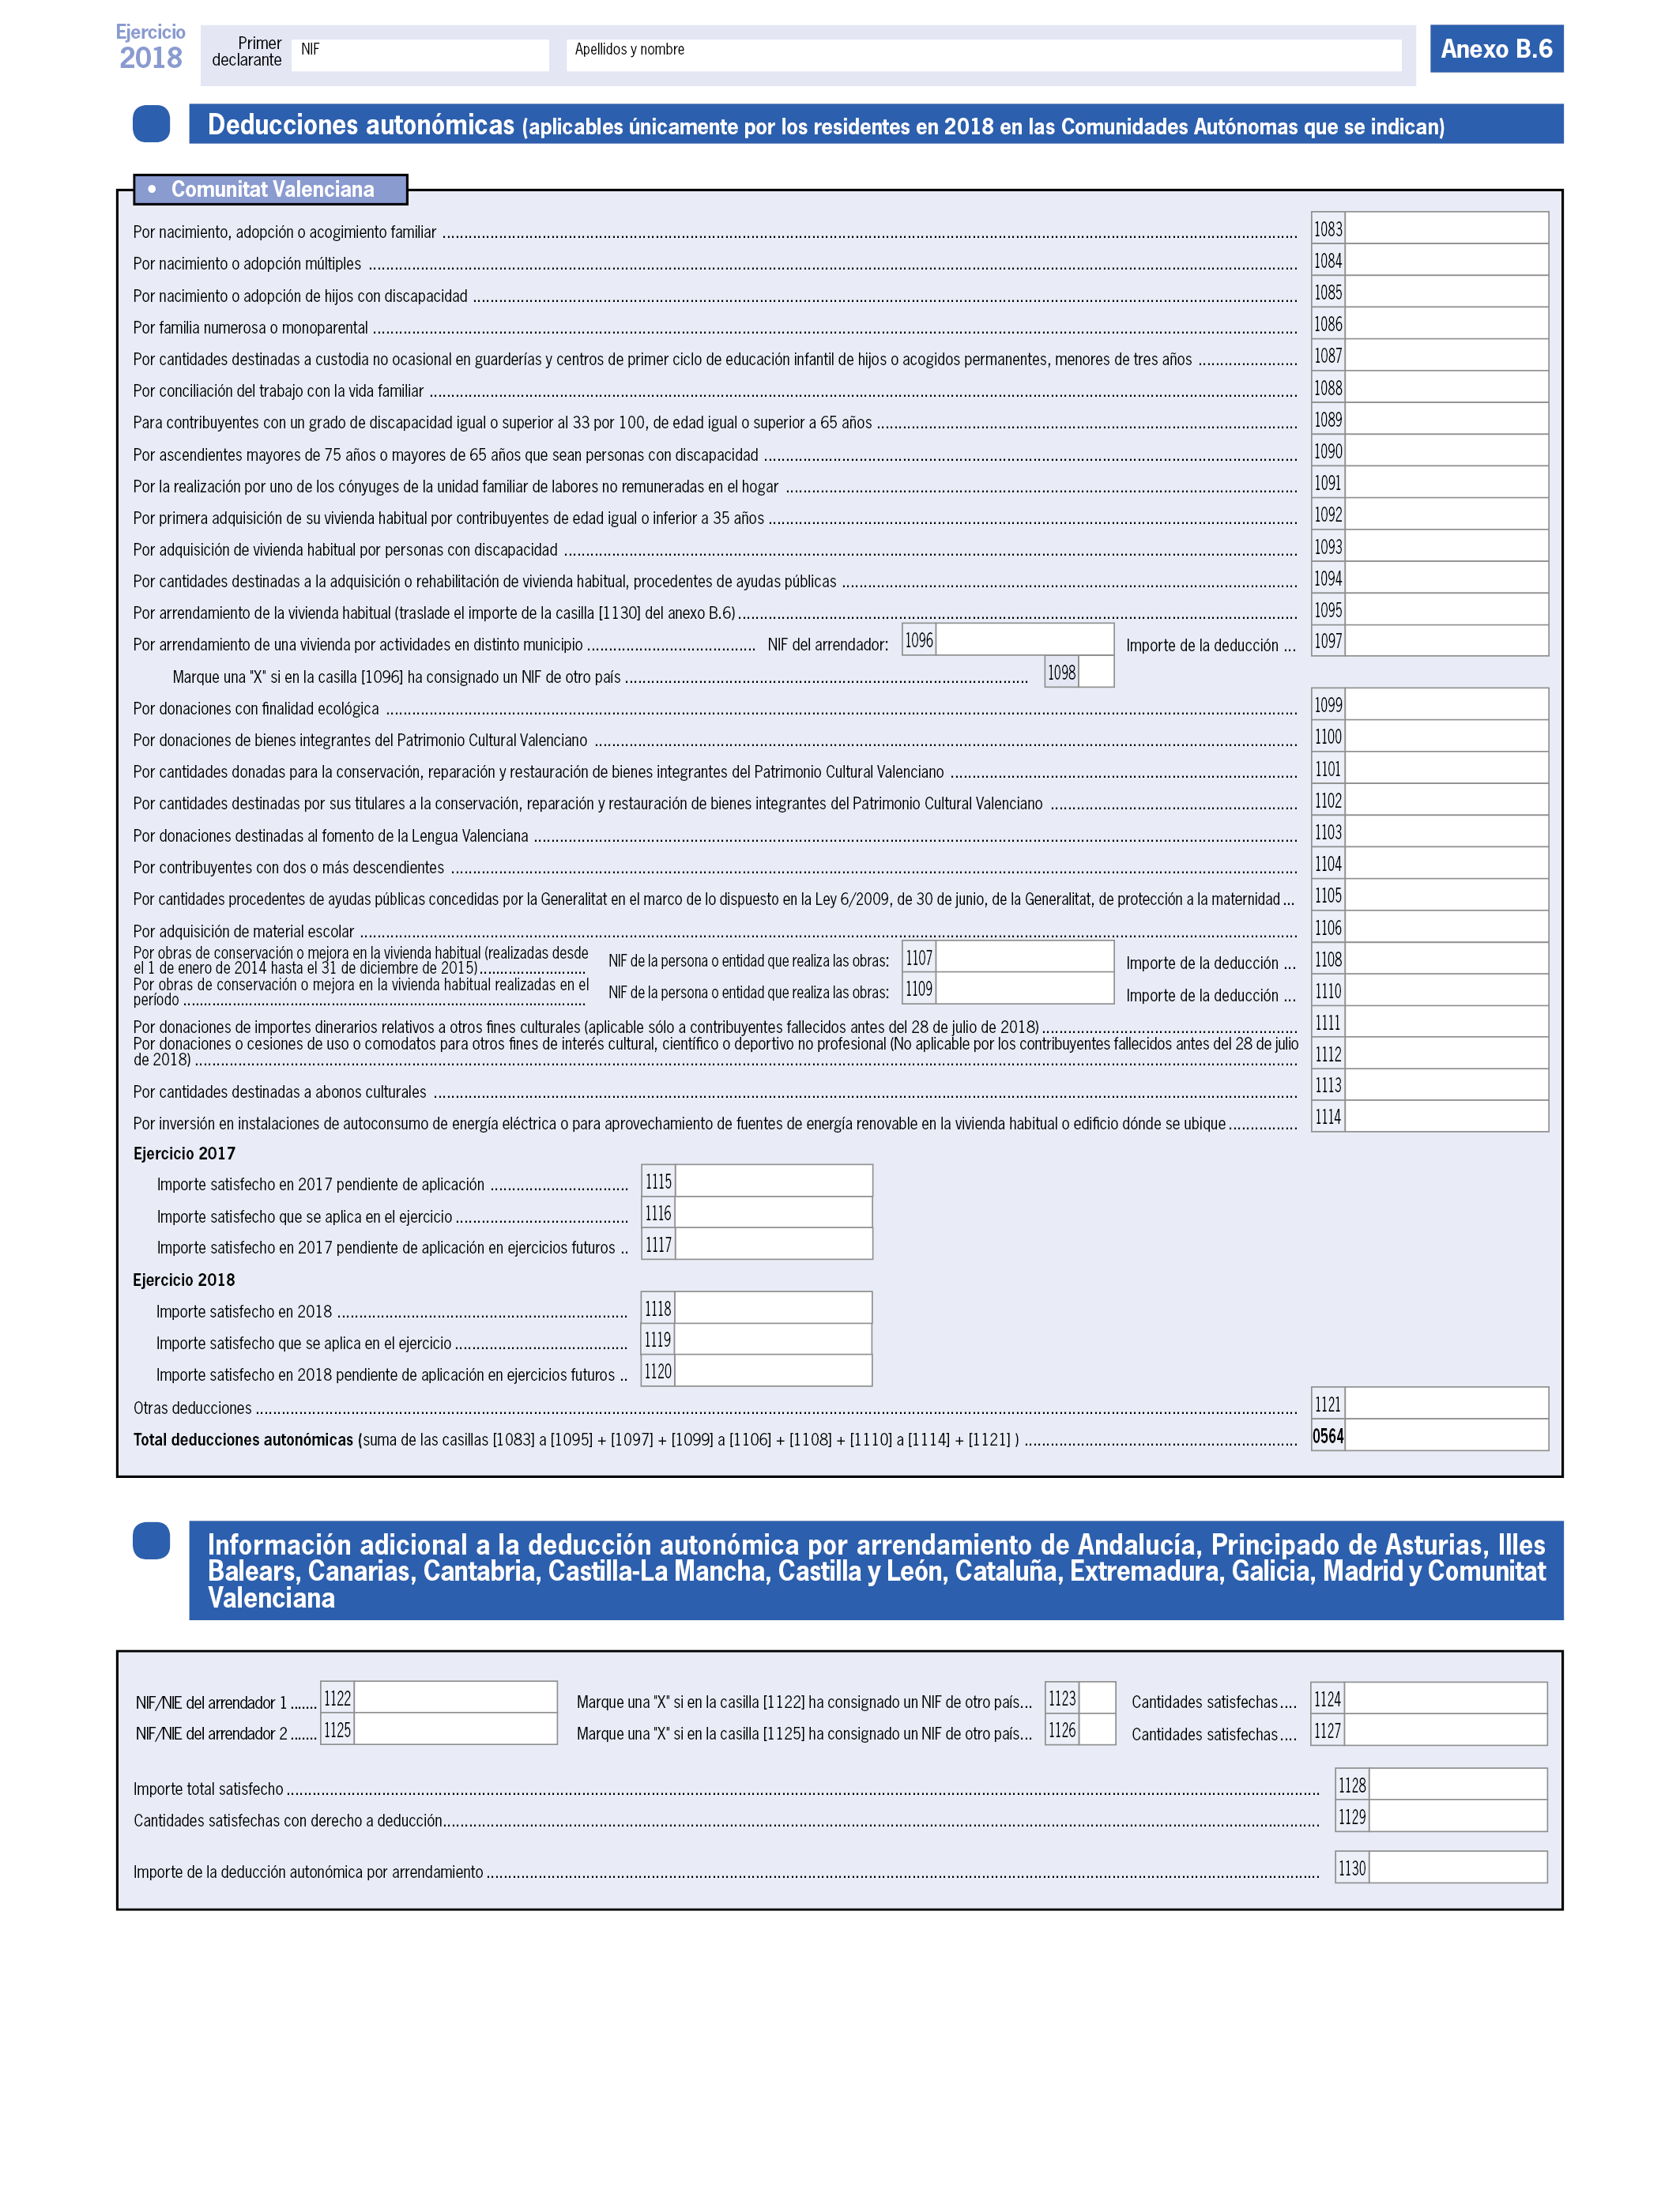 Ejercicio
2018
Primer
declarante
NIF
Apellidos y nombre
Anexo B.6
Deducciones autonómicas (aplicables únicamente por los residentes en 2018 en las Comunidades Autónomas que se indican)
• Comunitat Valenciana
Por nacimiento, adopción o acogimiento familiar 1083
Por nacimiento o adopción múltiples 1084
Por nacimiento o adopción de hijos con discapacidad 1085
Por familia numerosa o monoparental 1086
Por cantidades destinadas a custodia no ocasional en guarderías y centros de primer ciclo de educación infantil de hijos o acogidos permanentes, menores de tres años 1087
Por conciliación del trabajo con la vida familiar 1088
Para contribuyentes con un grado de discapacidad igual o superior al 33 por 100, de edad igual o superior a 65 años 1089
Por ascendientes mayores de 75 años o mayores de 65 años que sean personas con discapacidad 1090
Por la realización por uno de los cónyuges de la unidad familiar de labores no remuneradas en el hogar 1091
Por primera adquisición de su vivienda habitual por contribuyentes de edad igual o inferior a 35 años 1092
Por adquisición de vivienda habitual por personas con discapacidad 1093
Por cantidades destinadas a la adquisición o rehabilitación de vivienda habitual, procedentes de ayudas públicas 1094
Por arrendamiento de la vivienda habitual (traslade el importe de la casilla [1130] del anexo B.6) 1095
Por arrendamiento de una vivienda por actividades en distinto municipio NIF del arrendador: 1096 Importe de la deducción ... 1097
Marque una "X" si en la casilla [1096] ha consignado un NIF de otro país 1098
Por donaciones con finalidad ecológica 1099
Por donaciones de bienes integrantes del Patrimonio Cultural Valenciano 1100
Por cantidades donadas para la conservación, reparación y restauración de bienes integrantes del Patrimonio Cultural Valenciano 1101
Por cantidades destinadas por sus titulares a la conservación, reparación y restauración de bienes integrantes del Patrimonio Cultural Valenciano 1102
Por donaciones destinadas al fomento de la Lengua Valenciana 1103
Por contribuyentes con dos o más descendientes 1104
Por cantidades procedentes de ayudas públicas concedidas por la Generalitat en el marco de lo dispuesto en la Ley 6/2009, de 30 de junio, de la Generalitat, de protección a la maternidad ... 1105
Por adquisición de material escolar 1106
Por obras de conservación o mejora en la vivienda habitual (realizadas desde
el 1 de enero de 2014 hasta el 31 de diciembre de 2015) NIF de la persona o entidad que realiza las obras: 1107 Importe de la deducción ... 1108
Por obras de conservación o mejora en la vivienda habitual realizadas en el
período NIF de la persona o entidad que realiza las obras: 1109 Importe de la deducción ... 1110
Por donaciones de importes dinerarios relativos a otros fines culturales (aplicable sólo a contribuyentes fallecidos antes del 28 de julio de 2018) 1111
Por donaciones o cesiones de uso o comodatos para otros fines de interés cultural, científico o deportivo no profesional (No aplicable por los contribuyentes fallecidos antes del 28 de julio
de 2018) 1112
Por cantidades destinadas a abonos culturales 1113
Por inversión en instalaciones de autoconsumo de energía eléctrica o para aprovechamiento de fuentes de energía renovable en la vivienda habitual o edificio dónde se ubique 1114
Ejercicio 2017
Importe satisfecho en 2017 pendiente de aplicación 1115
Importe satisfecho que se aplica en el ejercicio 1116
Importe satisfecho en 2017 pendiente de aplicación en ejercicios futuros .. 1117
Ejercicio 2018
Importe satisfecho en 2018 1118
Importe satisfecho que se aplica en el ejercicio 1119
Importe satisfecho en 2018 pendiente de aplicación en ejercicios futuros .. 1120
Otras deducciones 1121
Total deducciones autonómicas (suma de las casillas [1083] a [1095] + [1097] + [1099] a [1106] + [1108] + [1110] a [1114] + [1121] ) 0564
Información adicional a la deducción autonómica por arrendamiento de Andalucía, Principado de Asturias, Illes
Balears, Canarias, Cantabria, Castilla-La Mancha, Castilla y León, Cataluña, Extremadura, Galicia, Madrid y Comunitat
Valenciana
NIF/NIE del arrendador 1 1122 Marque una "X" si en la casilla [1122] ha consignado un NIF de otro país... 1123 Cantidades satisfechas.... 1124
NIF/NIE del arrendador 2 1125 Marque una "X" si en la casilla [1125] ha consignado un NIF de otro país... 1126 Cantidades satisfechas.... 1127
Importe total satisfecho 1128
Cantidades satisfechas con derecho a deducción 1129
Importe de la deducción autonómica por arrendamiento 1130